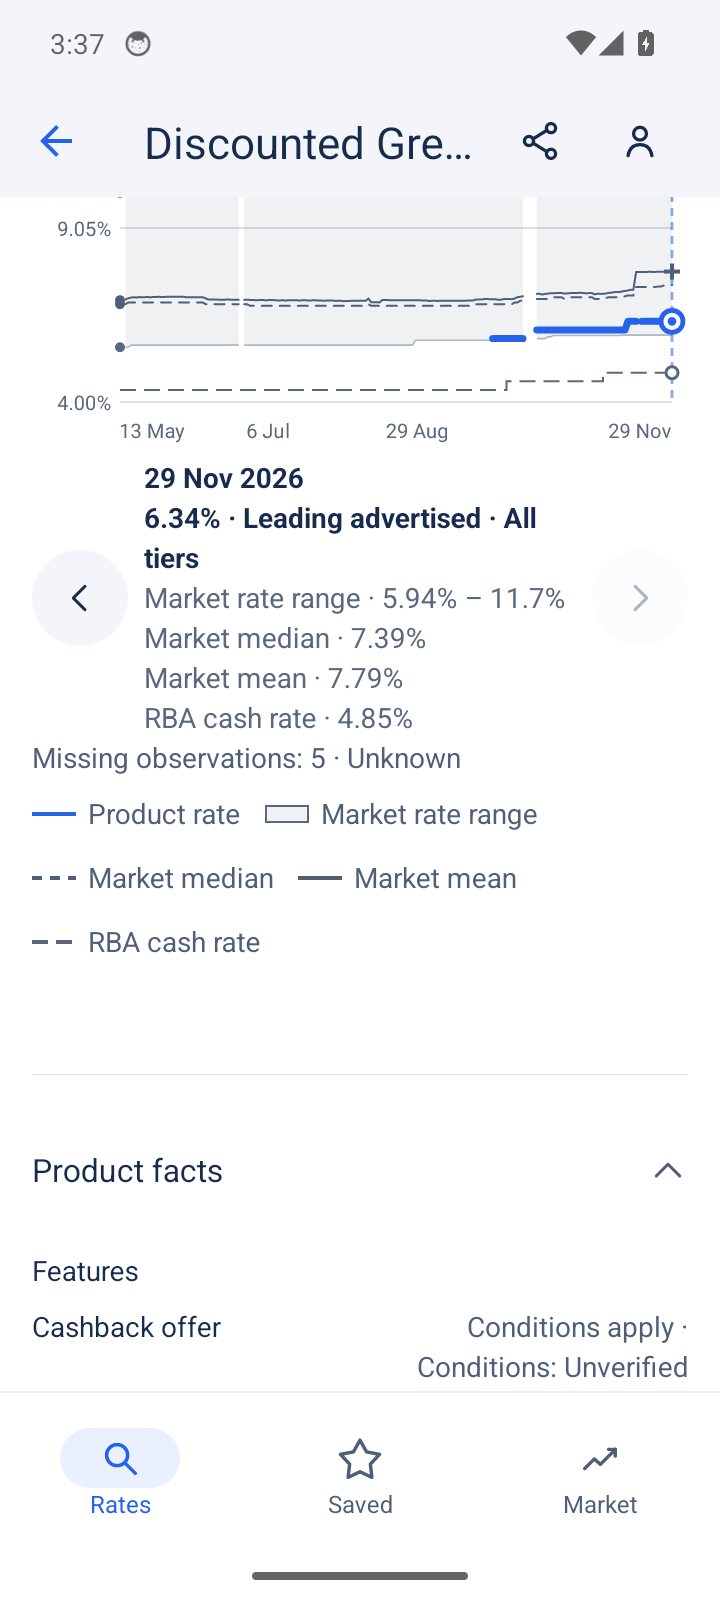 3:37
Discounted Gre...
9.05%
4.00%
13 May 6 Jul 29 Aug 29 Nov
29 Nov 2026
6.34% · Leading advertised · All
tiers
Market rate range · 5.94% – 11.7%
Market median · 7.39%
Market mean · 7.79%
RBA cash rate · 4.85%
Missing observations: 5 · Unknown
Product rate Market rate range
Market median Market mean
RBA cash rate
Product facts
Features
Cashback offer Conditions apply ·
Conditions: Unverified
Rates Saved Market